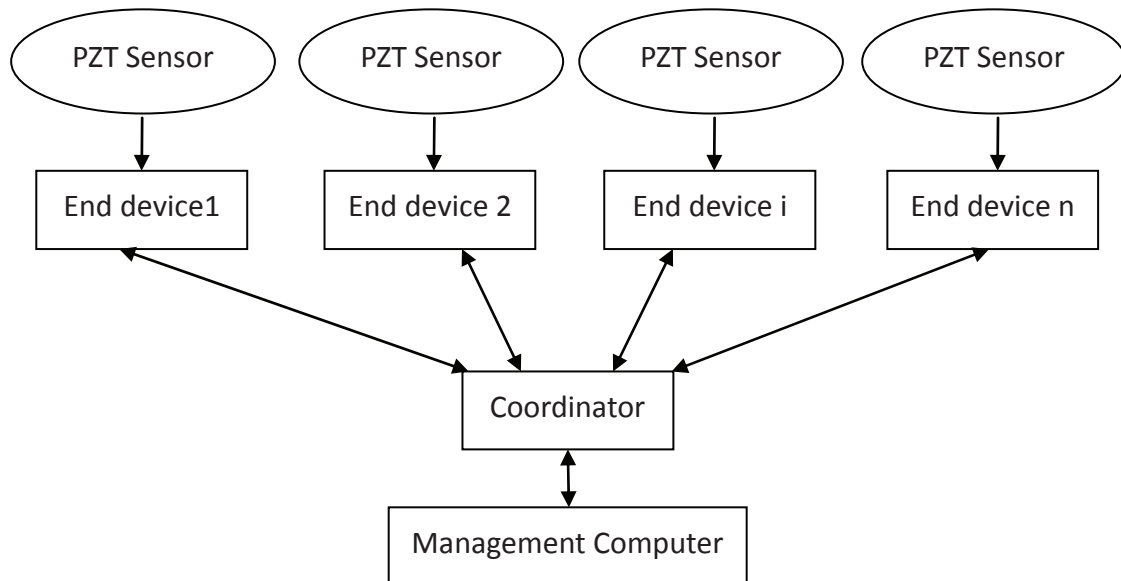 PZT Sensor
PZT Sensor
PZT Sensor
PZT Sensor
End device1
End device 2
End device i
End device n
Coordinator
Management Computer